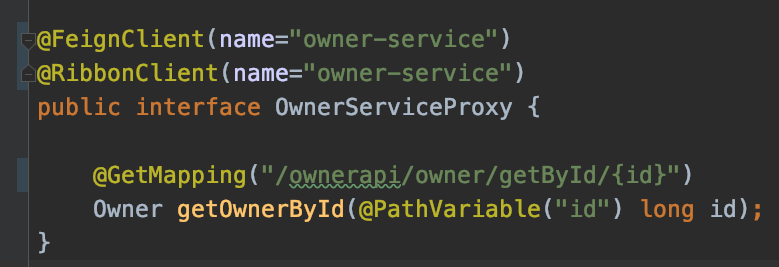 @FeignClient(name="owner-service")
@RibbonClient(name="owner-service")
public interface OwnerServiceProxy {
@GetMapping("/ownerapi/owner/getById/{id}")
Owner getOwnerById(@PathVariable("id") long id);
}